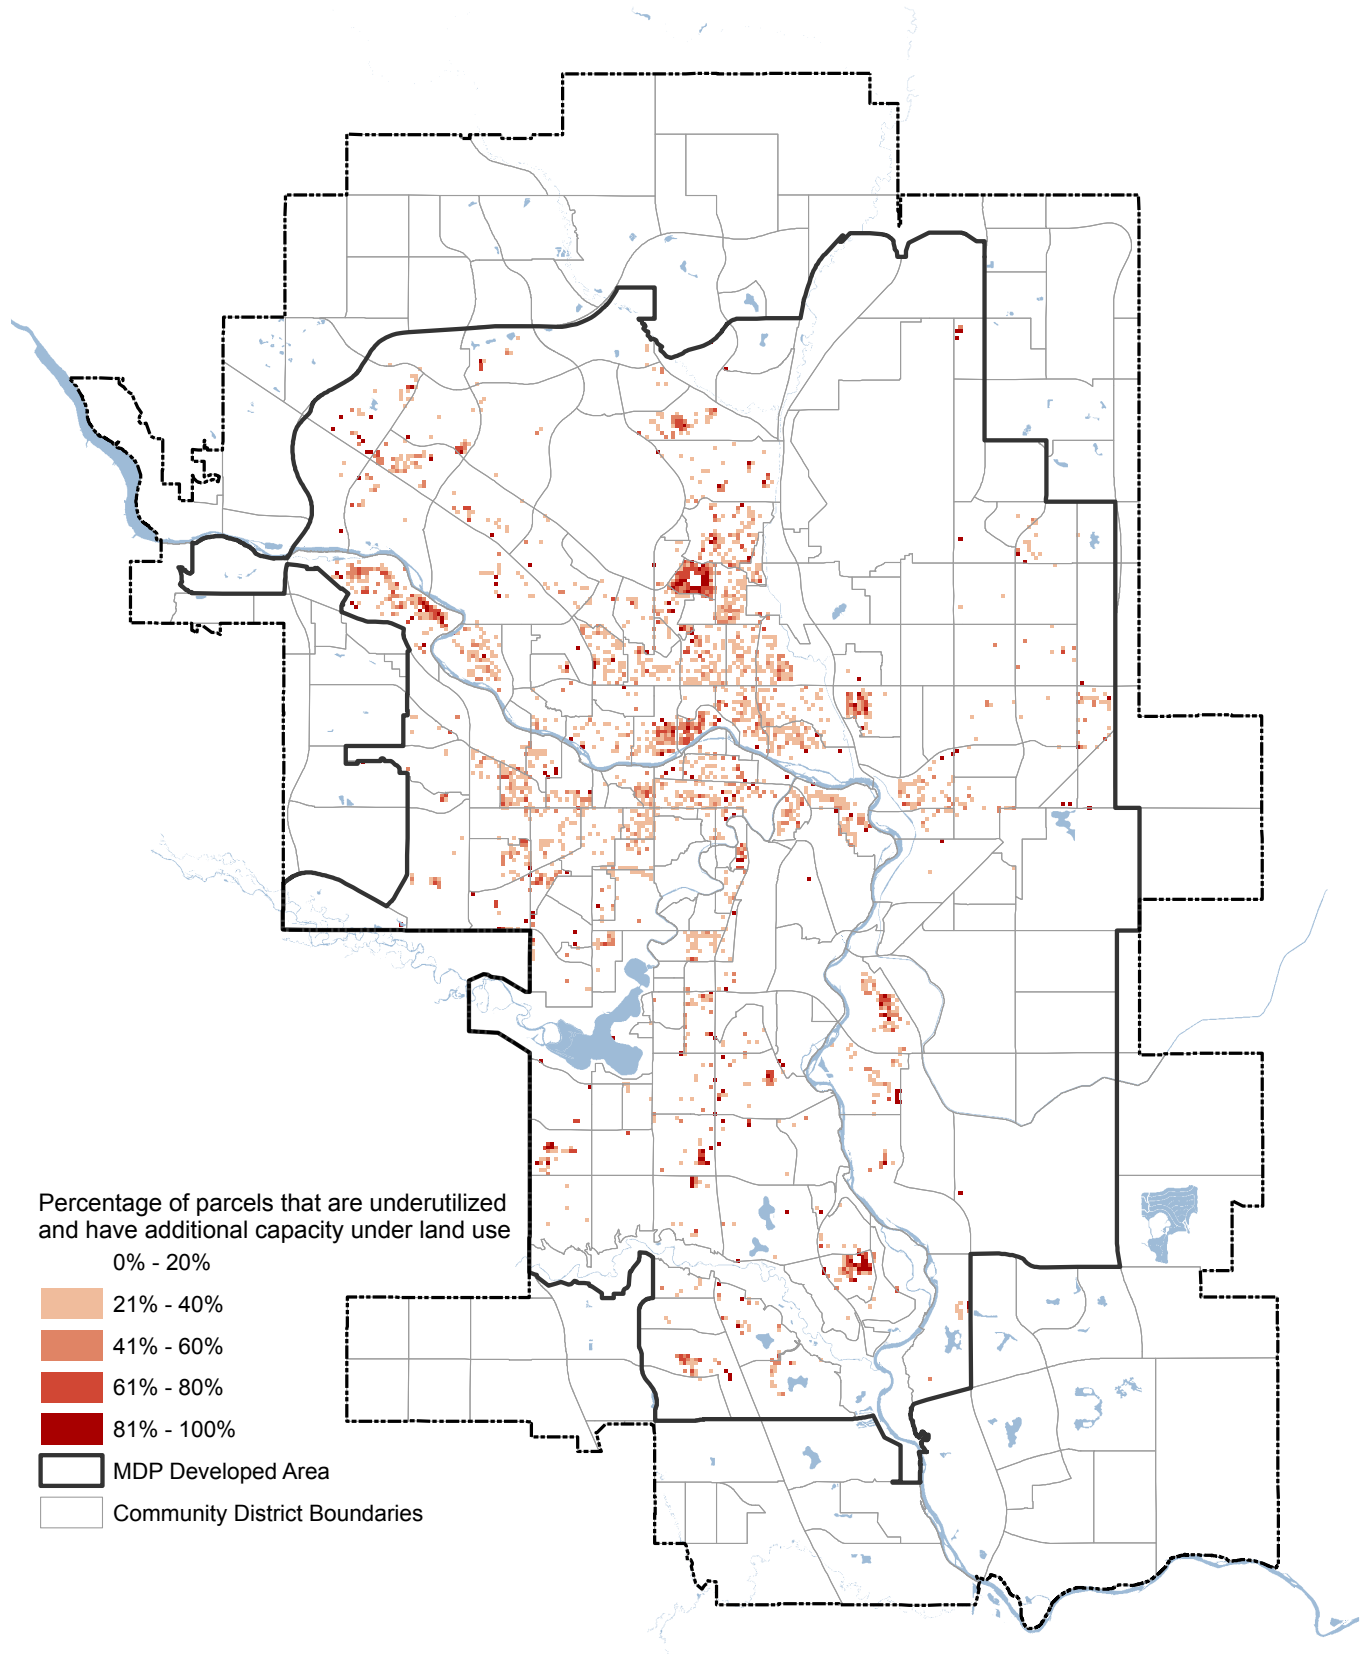 Percentage of parcels that are underutilized
and have additional capacity under land use
0% - 20%
21% - 40%
41% - 60%
61% - 80%
81% - 100%
MDP Developed Area
Community District Boundaries